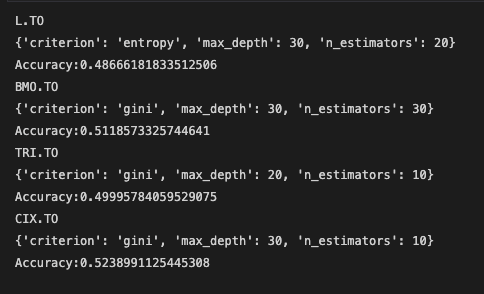 L.TO
{'criterion': 'entropy', 'max_depth': 30, 'n_estimators': 20}
Accuracy:0.48666181833512506
BMO.TO
{'criterion': 'gini', 'max_depth': 30, 'n_estimators': 30}
Accuracy:0.5118573325744641
TRI.TO
{'criterion': 'gini', 'max_depth': 20, 'n_estimators': 10}
Accuracy:0.49995784059529075
CIX.TO
{'criterion': 'gini', 'max_depth': 30, 'n_estimators': 10}
Accuracy:0.5238991125445308